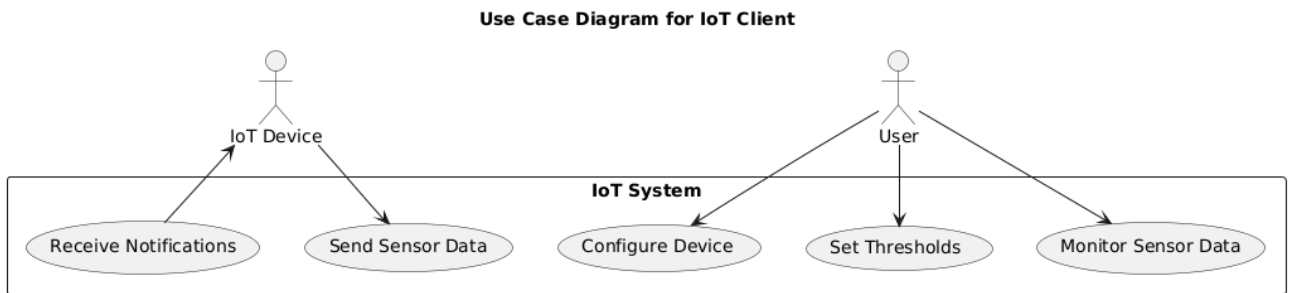 Use Case Diagram for IoT Client
IoT Device
User
IoT System
Receive Notifications
Send Sensor Data
Configure Device
Set Thresholds
Monitor Sensor Data